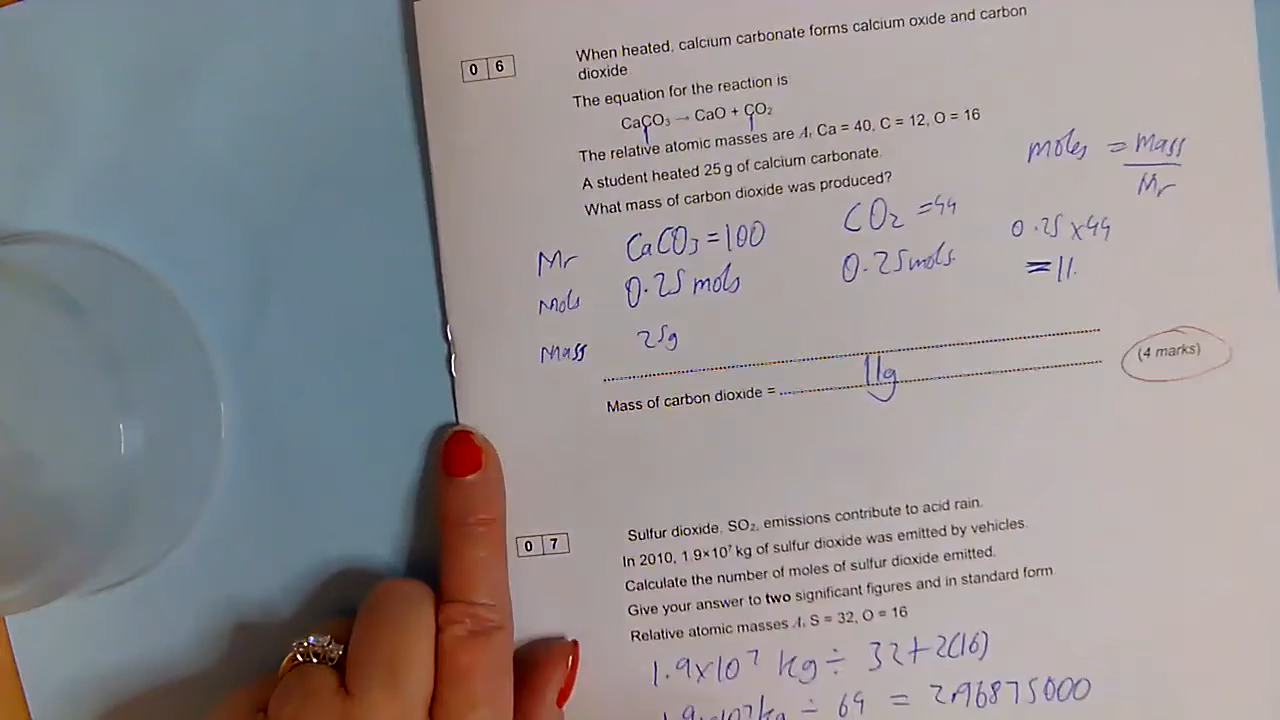 0 6
When heated, calcium carbonate forms calcium oxide and carbon
dioxide
The equation for the reaction is
CaCO₃ → CaO + CO₂
The relative atomic masses are Aᵣ Ca = 40, C = 12, O = 16
A student heated 25 g of calcium carbonate.
What mass of carbon dioxide was produced?
moles = Mass
Mr
Mr CaCO₃ = 100 CO₂ = 44 0.25 x 44
Mols 0.25 mols 0.25 mols = 11.
Mass 25g
(4 marks)
Mass of carbon dioxide = 11g
0 7
Sulfur dioxide, SO₂, emissions contribute to acid rain.
In 2010, 1.9×10⁷ kg of sulfur dioxide was emitted by vehicles.
Calculate the number of moles of sulfur dioxide emitted.
Give your answer to two significant figures and in standard form
Relative atomic masses Aᵣ S = 32, O = 16
1.9x10⁷ kg ÷ 32+2(16)
÷ 64 = 296875000